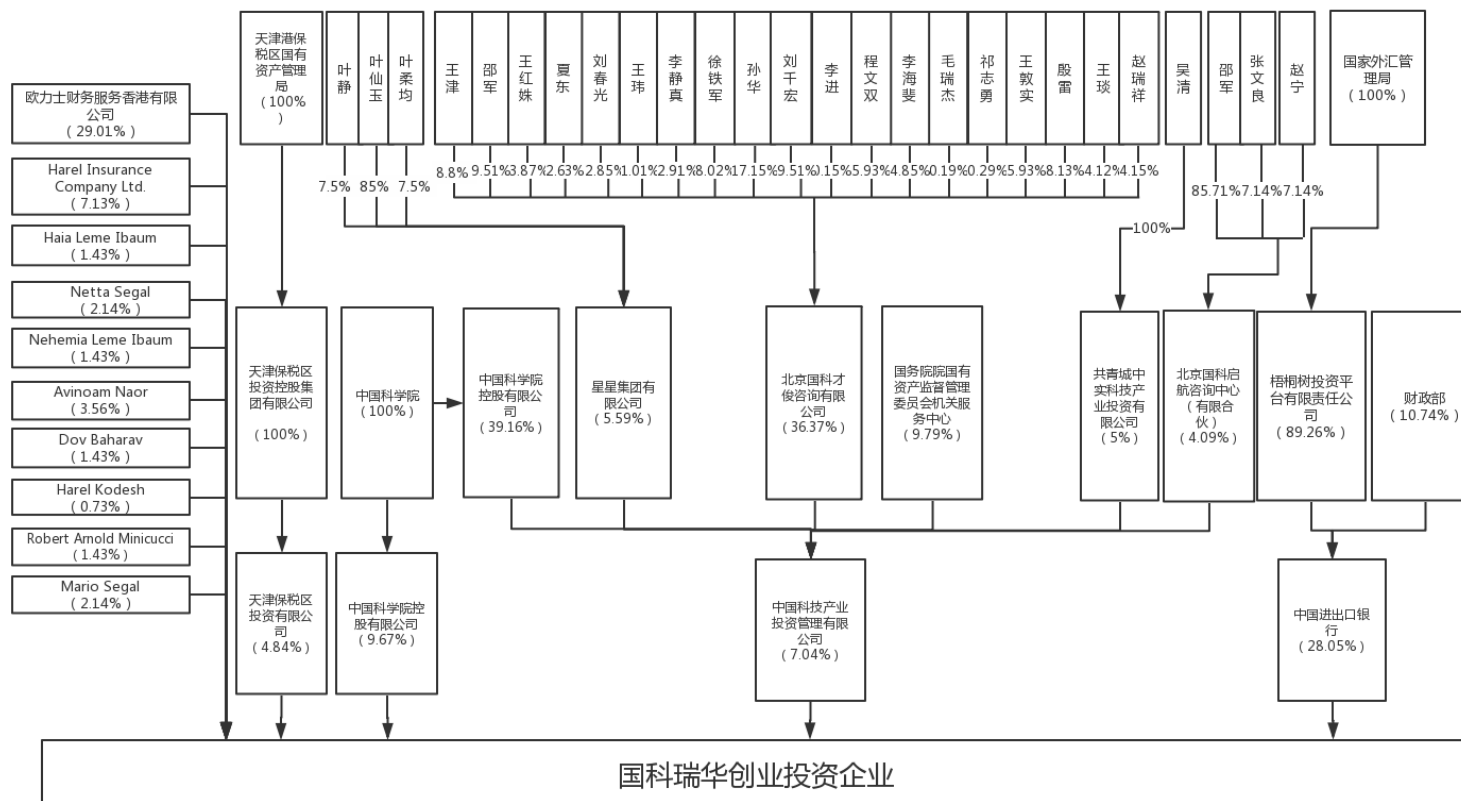 欧力士财务服务香港有限
公司
（29.01%）
Harel Insurance
Company Ltd.
（7.13%）
Haia Leme Ibaum
（1.43%）
Netta Segal
（2.14%）
Nehemia Leme Ibaum
（1.43%）
Avinoam Naor
（3.56%）
Dov Baharav
（1.43%）
Harel Kodesh
（0.73%）
Robert Amold Minicucci
（1.43%）
Mario Segal
（2.14%）
天津港保
税区国有
资产管理
局
（100%
）
叶静
叶仙玉
叶柔均
王津
邵军
王红姝
夏东
刘春光
王玮
李静真
徐铁军
孙华
刘千宏
李进
程文双
李海斐
毛瑞杰
祁志勇
王敦实
殷雷
王琰
赵瑞祥
吴清
邵军
张文良
赵宁
国家外汇管
理局
（100%）
7.5%
85%
7.5%
8.8%
9.51%
3.87%
2.63%
2.85%
1.01%
2.91%
8.02%
17.15%
9.51%
0.15%
5.93%
4.85%
0.19%
0.29%
5.93%
8.13%
4.12%
4.15%
100%
85.71%
7.14%
7.14%
天津保税区
投资控股集
团有限公司
（100%）
中国科学院
（100%）
中国科学院
控股有限公
司
（39.16%）
星星集团有
限公司
（5.59%）
北京国科才
俊咨询有限
公司
（36.37%）
国务院院国有
资产监督管理
委员会机关服
务中心
（9.79%）
共青城中
实科技产
业投资有
限公司
（5%）
北京国科启
航咨询中心
（有限合
伙）
（4.09%）
梧桐树投资平
台有限责任公
司
（89.26%）
财政部
（10.74%）
天津保税区
投资有限公
司
（4.84%）
中国科学院控
股有限公司
（9.67%）
中国科技产业
投资管理有限
公司
（7.04%）
中国进出口银
行
（28.05%）
国科瑞华创业投资企业